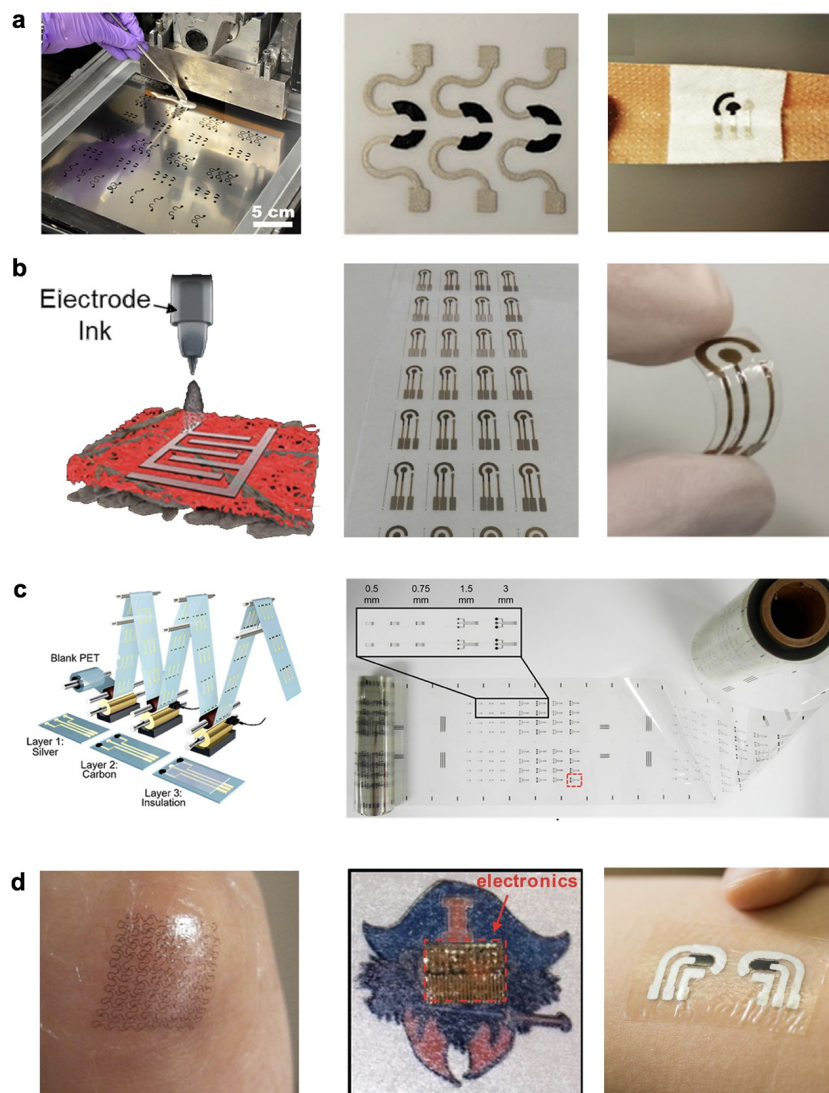 a
5 cm
b
Electrode
Ink
c
Blank PET
Layer 1:
Silver
Layer 2:
Carbon
Layer 3:
Insulation
0.5
mm
0.75
mm
1.5
mm
3
mm
d
electronics